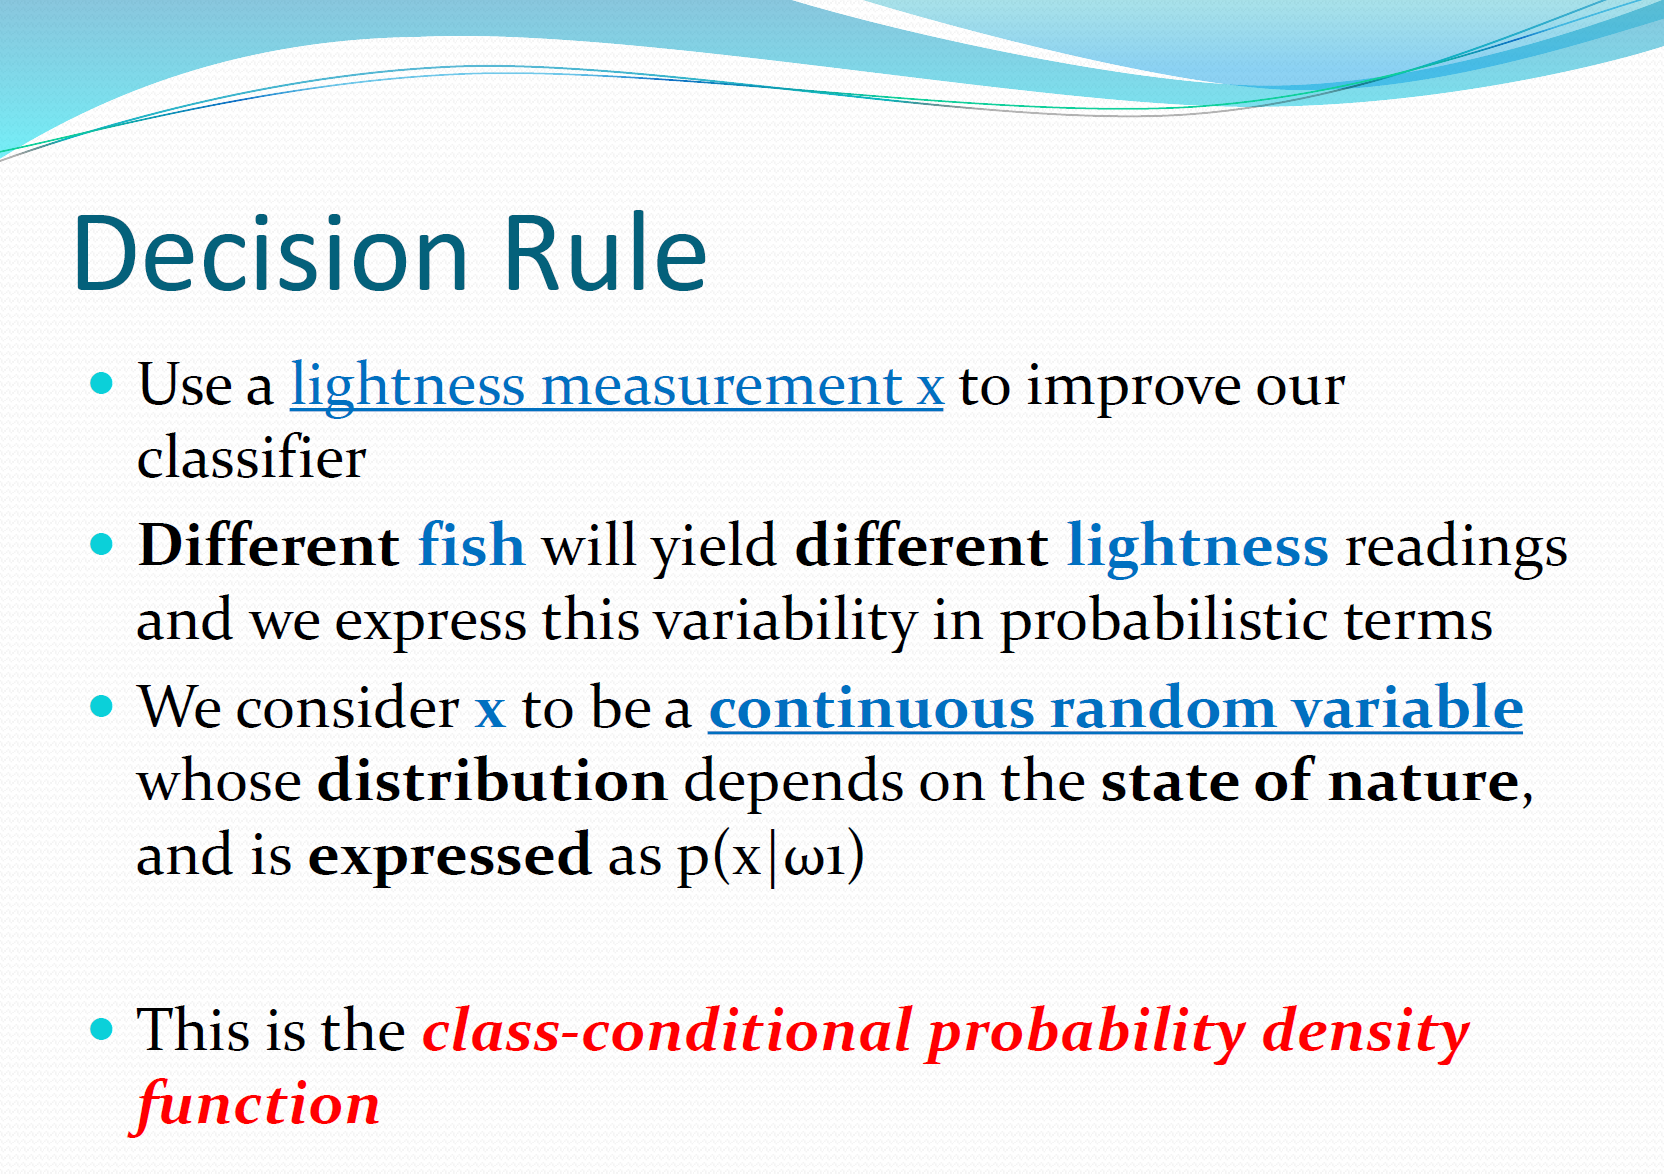 Decision Rule
Use a lightness measurement x to improve our
classifier
Different fish will yield different lightness readings
and we express this variability in probabilistic terms
We consider x to be a continuous random variable
whose distribution depends on the state of nature,
and is expressed as p(x|ω1)
This is the class-conditional probability density
function